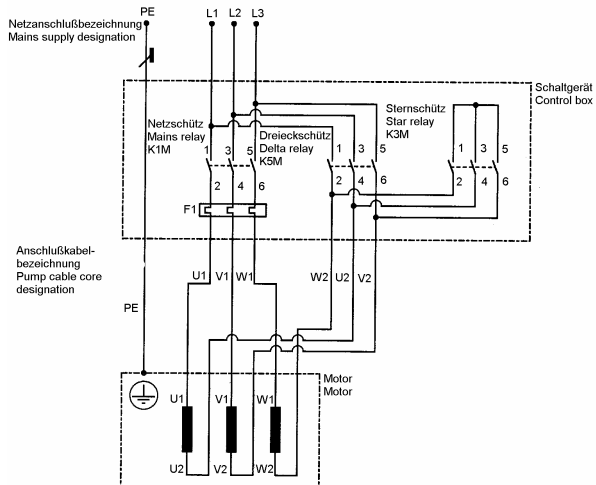 PE L1 L2 L3
Netzanschlußbezeichnung
Mains supply designation
Schaltgerät
Control box
Netzschütz
Mains relay
K1M
Dreieckschütz
Delta relay
K5M
Sternschütz
Star relay
K3M
1 3 5 1 3 5 1 3 5
2 4 6 2 4 6 2 4 6
F1
Anschlußkabel-
bezeichnung
Pump cable core
designation
U1 V1 W1 W2 U2 V2
PE
Motor
Motor
U1 V1 W1
U2 V2 W2